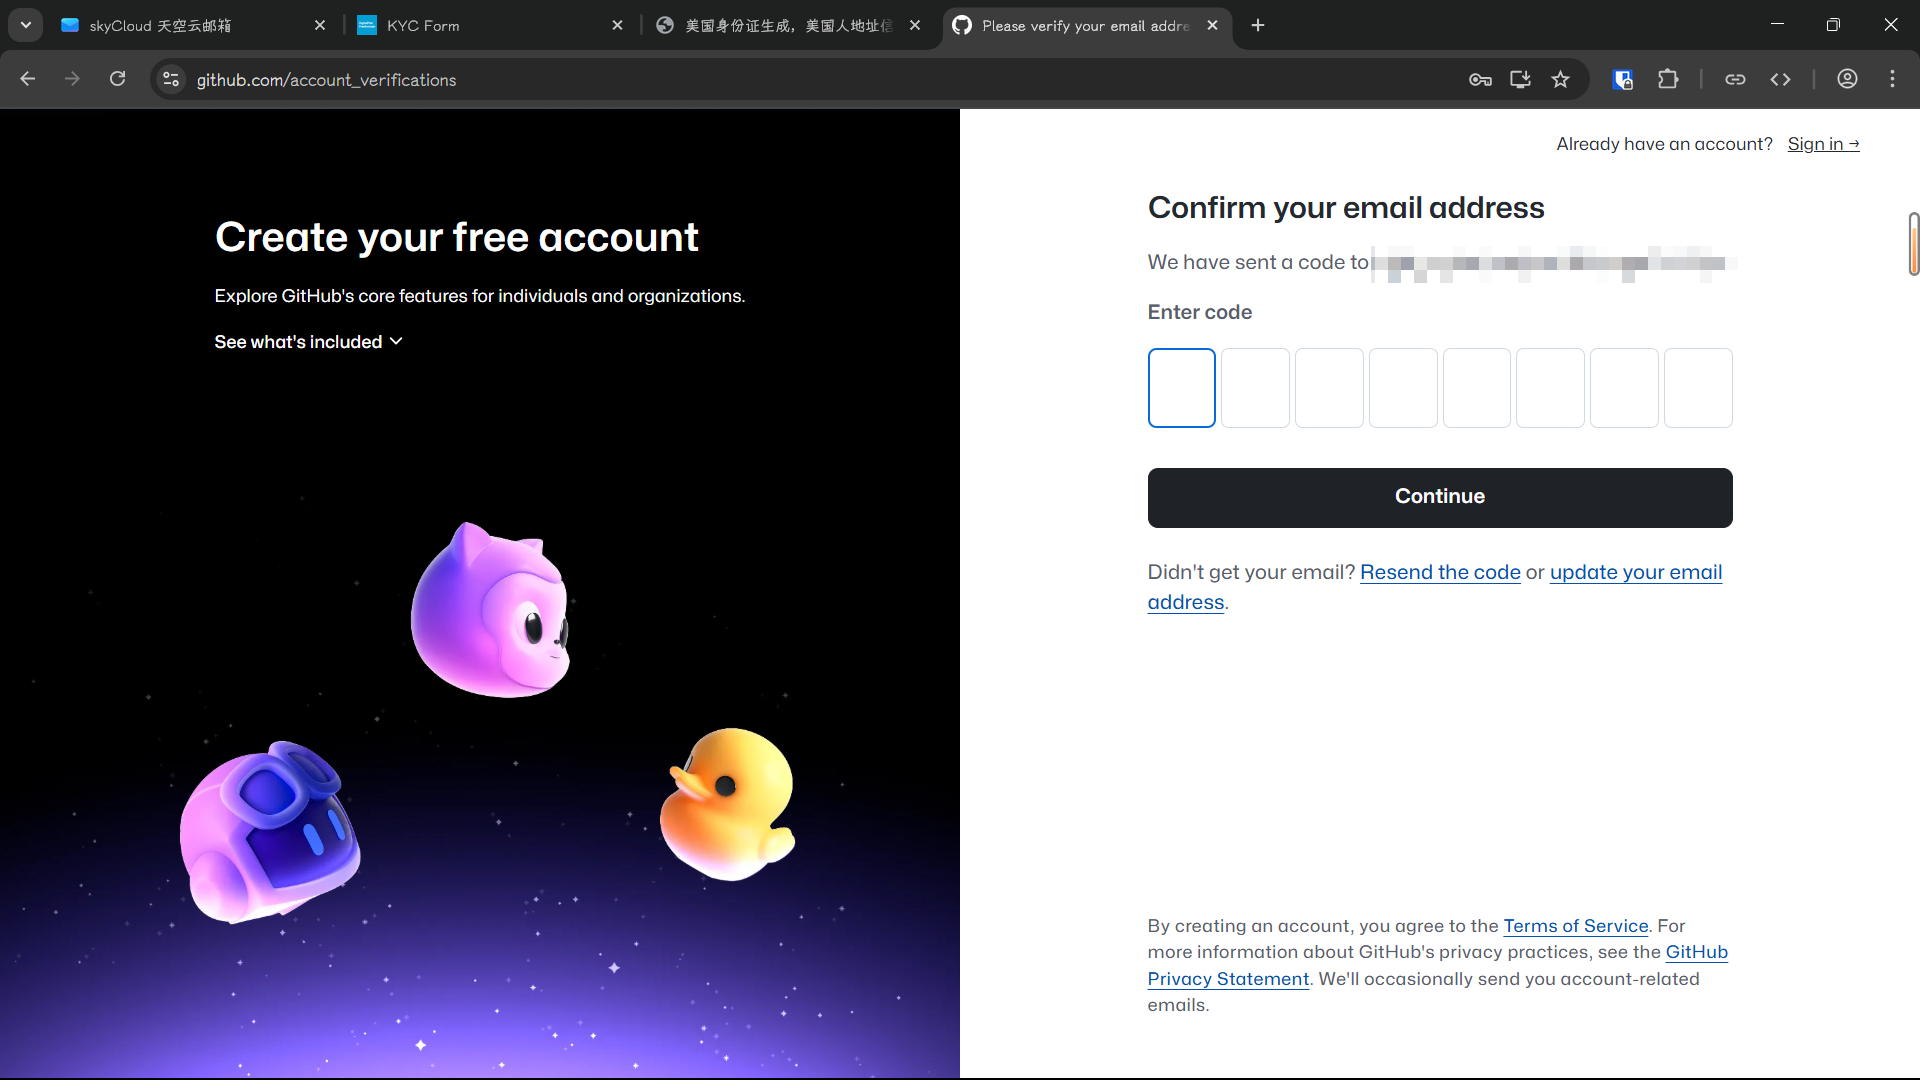 skyCloud 天空云邮箱
KYC Form
美国身份证生成，美国人地址信
Please verify your email addre
github.com/account_verifications
Already have an account? Sign in →
Create your free account
Explore GitHub's core features for individuals and organizations.
See what's included
Confirm your email address
We have sent a code to
Enter code
Continue
Didn't get your email? Resend the code or update your email
address.
By creating an account, you agree to the Terms of Service. For
more information about GitHub's privacy practices, see the GitHub
Privacy Statement. We'll occasionally send you account-related
emails.